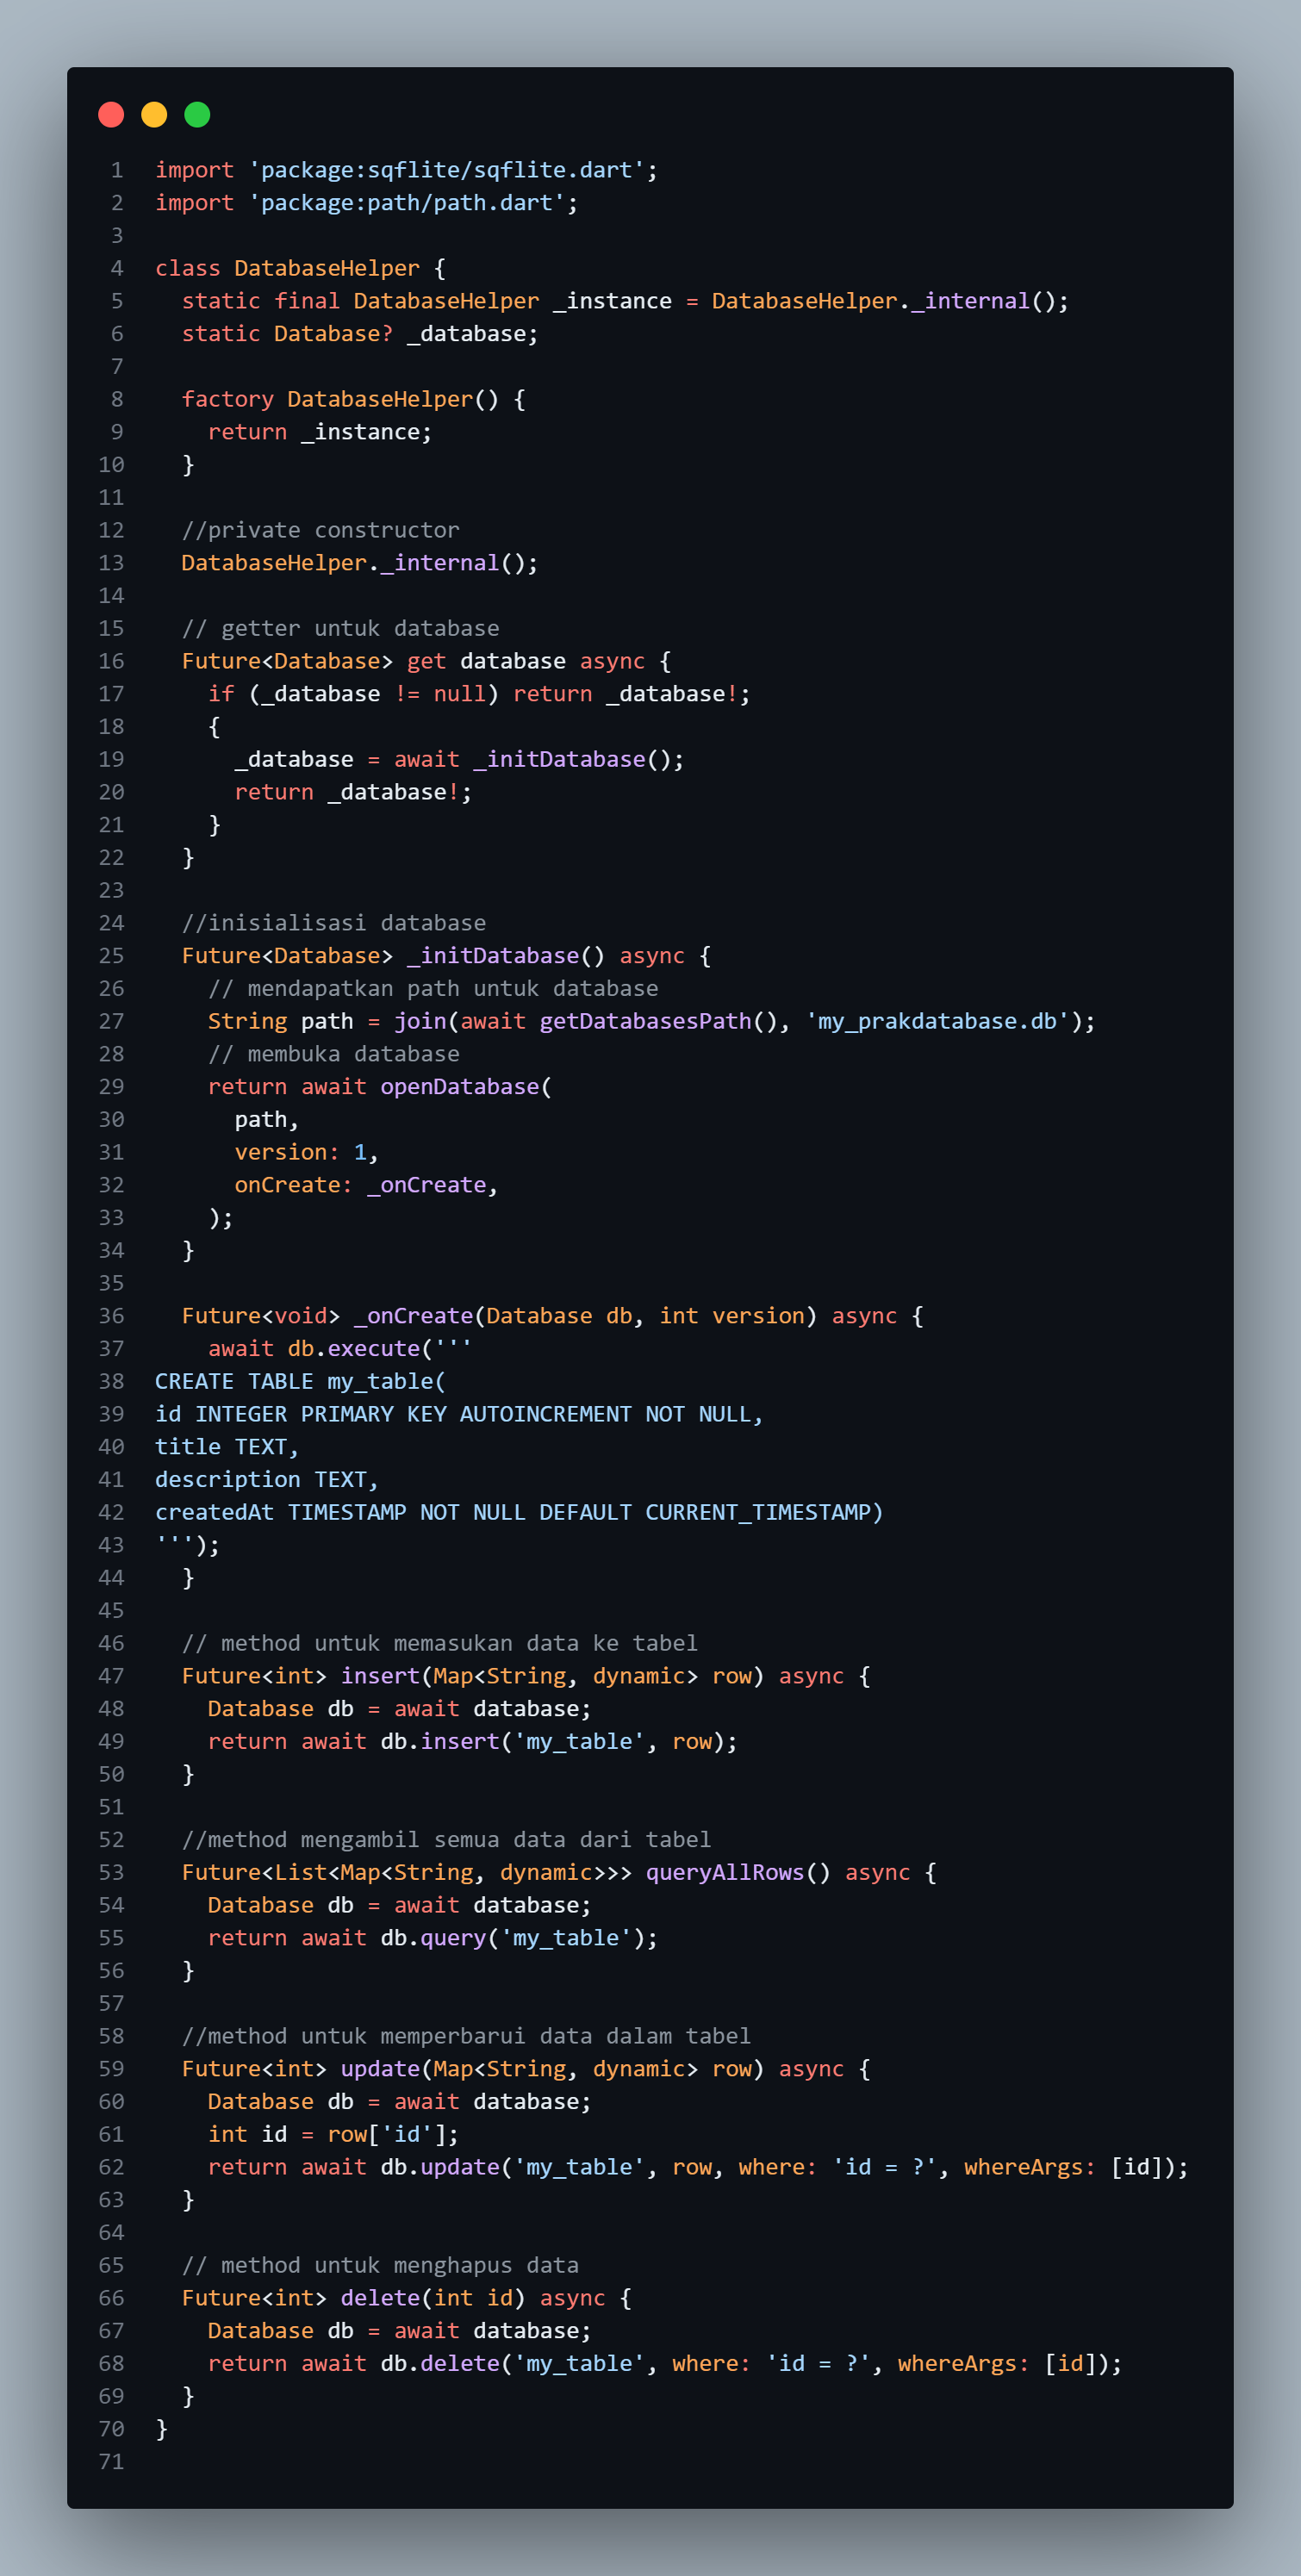 1 import 'package:sqflite/sqflite.dart';
2 import 'package:path/path.dart';
3
4 class DatabaseHelper {
5   static final DatabaseHelper _instance = DatabaseHelper._internal();
6   static Database? _database;
7
8   factory DatabaseHelper() {
9     return _instance;
10   }
11
12   //private constructor
13   DatabaseHelper._internal();
14
15   // getter untuk database
16   Future<Database> get database async {
17     if (_database != null) return _database!;
18     {
19       _database = await _initDatabase();
20       return _database!;
21     }
22   }
23
24   //inisialisasi database
25   Future<Database> _initDatabase() async {
26     // mendapatkan path untuk database
27     String path = join(await getDatabasesPath(), 'my_prakdatabase.db');
28     // membuka database
29     return await openDatabase(
30       path,
31       version: 1,
32       onCreate: _onCreate,
33     );
34   }
35
36   Future<void> _onCreate(Database db, int version) async {
37     await db.execute('''
38 CREATE TABLE my_table(
39 id INTEGER PRIMARY KEY AUTOINCREMENT NOT NULL,
40 title TEXT,
41 description TEXT,
42 createdAt TIMESTAMP NOT NULL DEFAULT CURRENT_TIMESTAMP)
43 ''');
44   }
45
46   // method untuk memasukan data ke tabel
47   Future<int> insert(Map<String, dynamic> row) async {
48     Database db = await database;
49     return await db.insert('my_table', row);
50   }
51
52   //method mengambil semua data dari tabel
53   Future<List<Map<String, dynamic>>> queryAllRows() async {
54     Database db = await database;
55     return await db.query('my_table');
56   }
57
58   //method untuk memperbarui data dalam tabel
59   Future<int> update(Map<String, dynamic> row) async {
60     Database db = await database;
61     int id = row['id'];
62     return await db.update('my_table', row, where: 'id = ?', whereArgs: [id]);
63   }
64
65   // method untuk menghapus data
66   Future<int> delete(int id) async {
67     Database db = await database;
68     return await db.delete('my_table', where: 'id = ?', whereArgs: [id]);
69   }
70 }
71